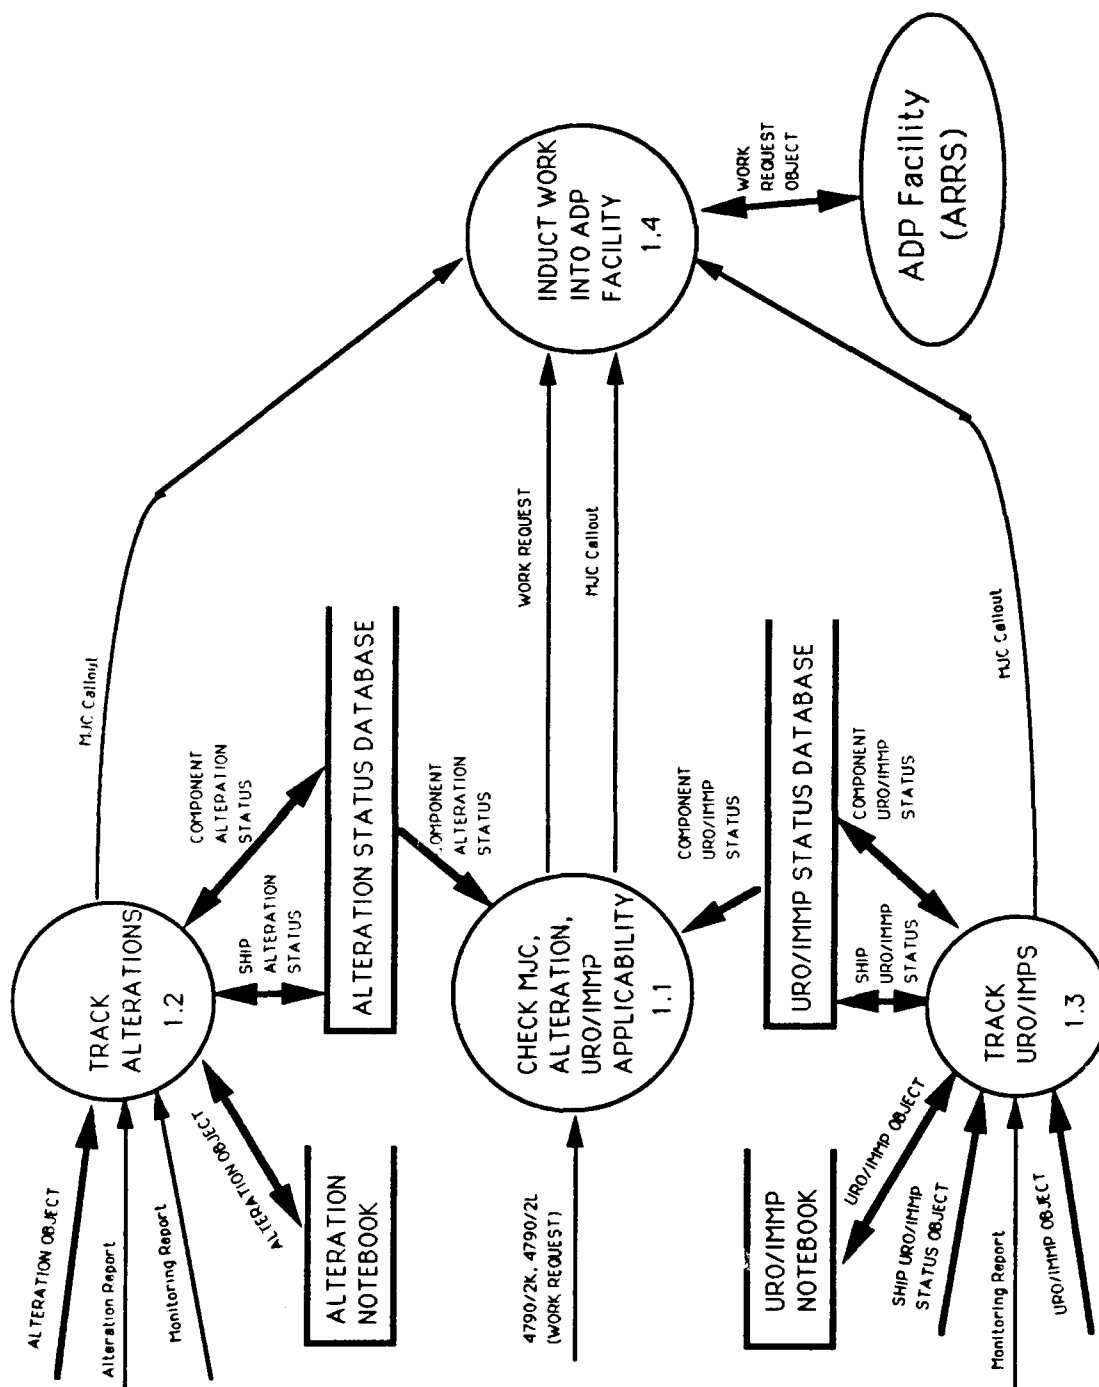 ALTERATION OBJECT
Alteration Report
Monitoring Report
ALTERATION OBJECT
ALTERATION
NOTEBOOK
TRACK
ALTERATIONS
1.2
SHIP
ALTERATION
STATUS
COMPONENT
ALTERATION
STATUS
MJC Callout
ALTERATION STATUS DATABASE
COMPONENT
ALTERATION
STATUS
4790/2K, 4790/2L
(WORK REQUEST)
CHECK MJC,
ALTERATION,
URO/IMMP
APPLICABILITY
1.1
WORK REQUEST
MJC Callout
INDUCT WORK
INTO ADP
FACILITY
1.4
WORK
REQUEST
OBJECT
ADP Facility
(ARRS)
COMPONENT
URO/IMMP
STATUS
URO/IMMP STATUS DATABASE
URO/IMMP
NOTEBOOK
URO/IMMP OBJECT
SHIP URO/IMMP
STATUS OBJECT
Monitoring Report
URO/IMMP OBJECT
SHIP
URO/IMMP
STATUS
COMPONENT
URO/IMMP
STATUS
TRACK
URO/IMPS
1.3
MJC Callout